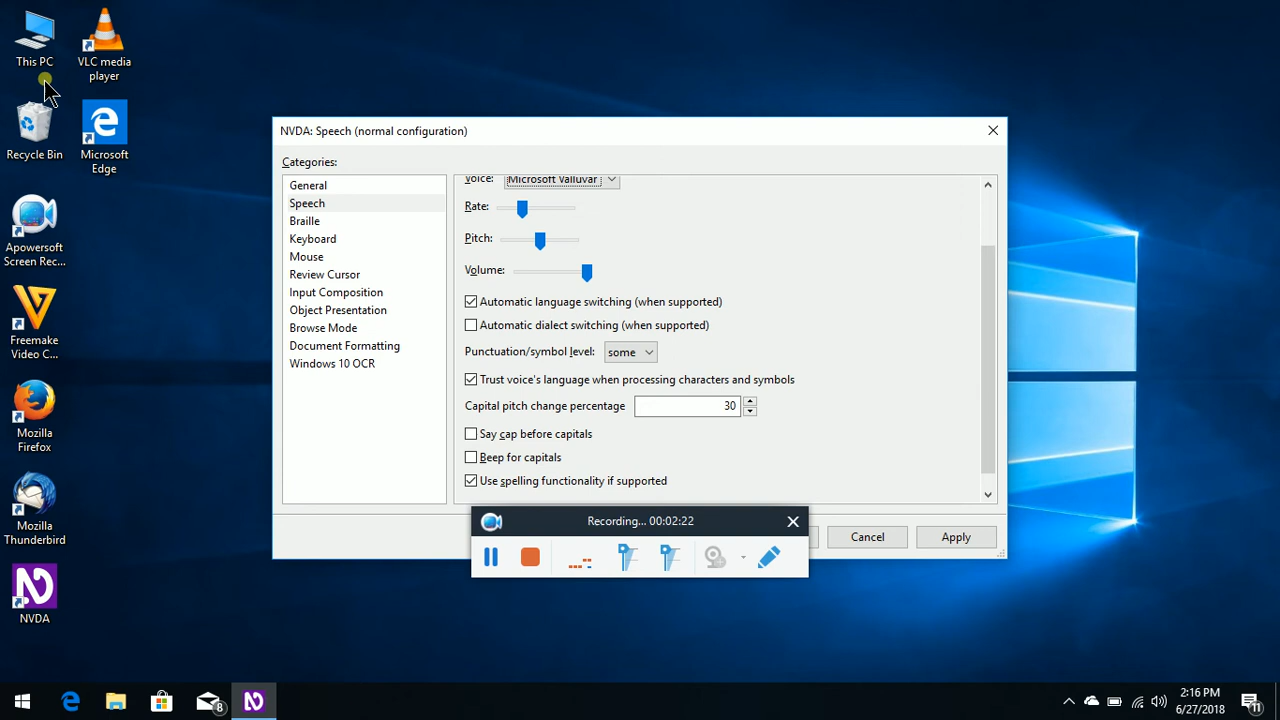 This PC
VLC media
player
Recycle Bin
Microsoft
Edge
Apowersoft
Screen Rec...
Freemake
Video C...
Mozilla
Firefox
Mozilla
Thunderbird
NVDA
NVDA: Speech (normal configuration)
Categories:
General
Speech
Braille
Keyboard
Mouse
Review Cursor
Input Composition
Object Presentation
Browse Mode
Document Formatting
Windows 10 OCR
Voice: Microsoft Valluvar
Rate:
Pitch:
Volume:
Automatic language switching (when supported)
Automatic dialect switching (when supported)
Punctuation/symbol level: some
Trust voice's language when processing characters and symbols
Capital pitch change percentage 30
Say cap before capitals
Beep for capitals
Use spelling functionality if supported
Cancel Apply
Recording... 00:02:22
8
2:16 PM
6/27/2018
11